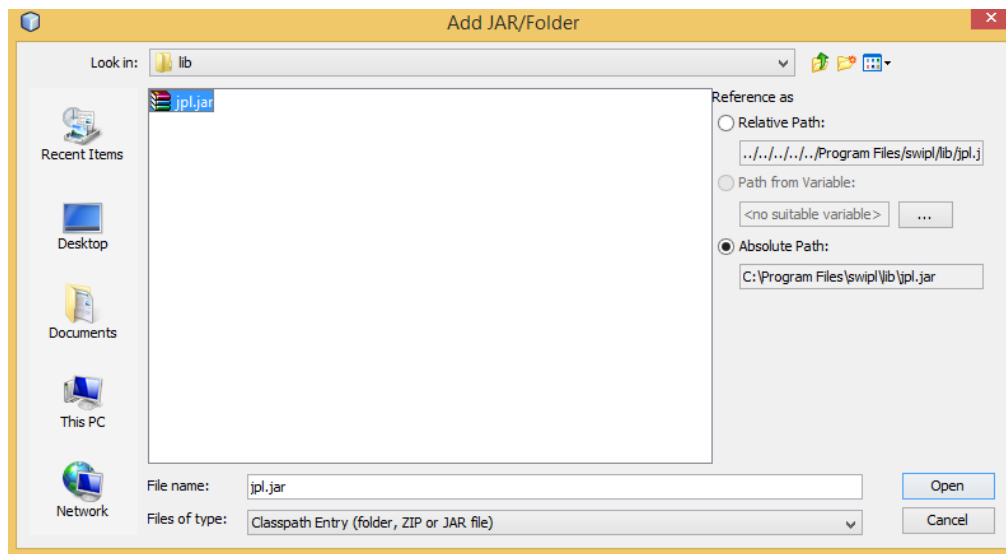 Add JAR/Folder
Look in:
lib
Recent Items
Desktop
Documents
This PC
Network
jpl.jar
Reference as
Relative Path:
../../../../../Program Files/swipl/lib/jpl.j
Path from Variable:
<no suitable variable>
...
Absolute Path:
C:\Program Files\swipl\lib\jpl.jar
File name:
jpl.jar
Open
Files of type:
Classpath Entry (folder, ZIP or JAR file)
Cancel